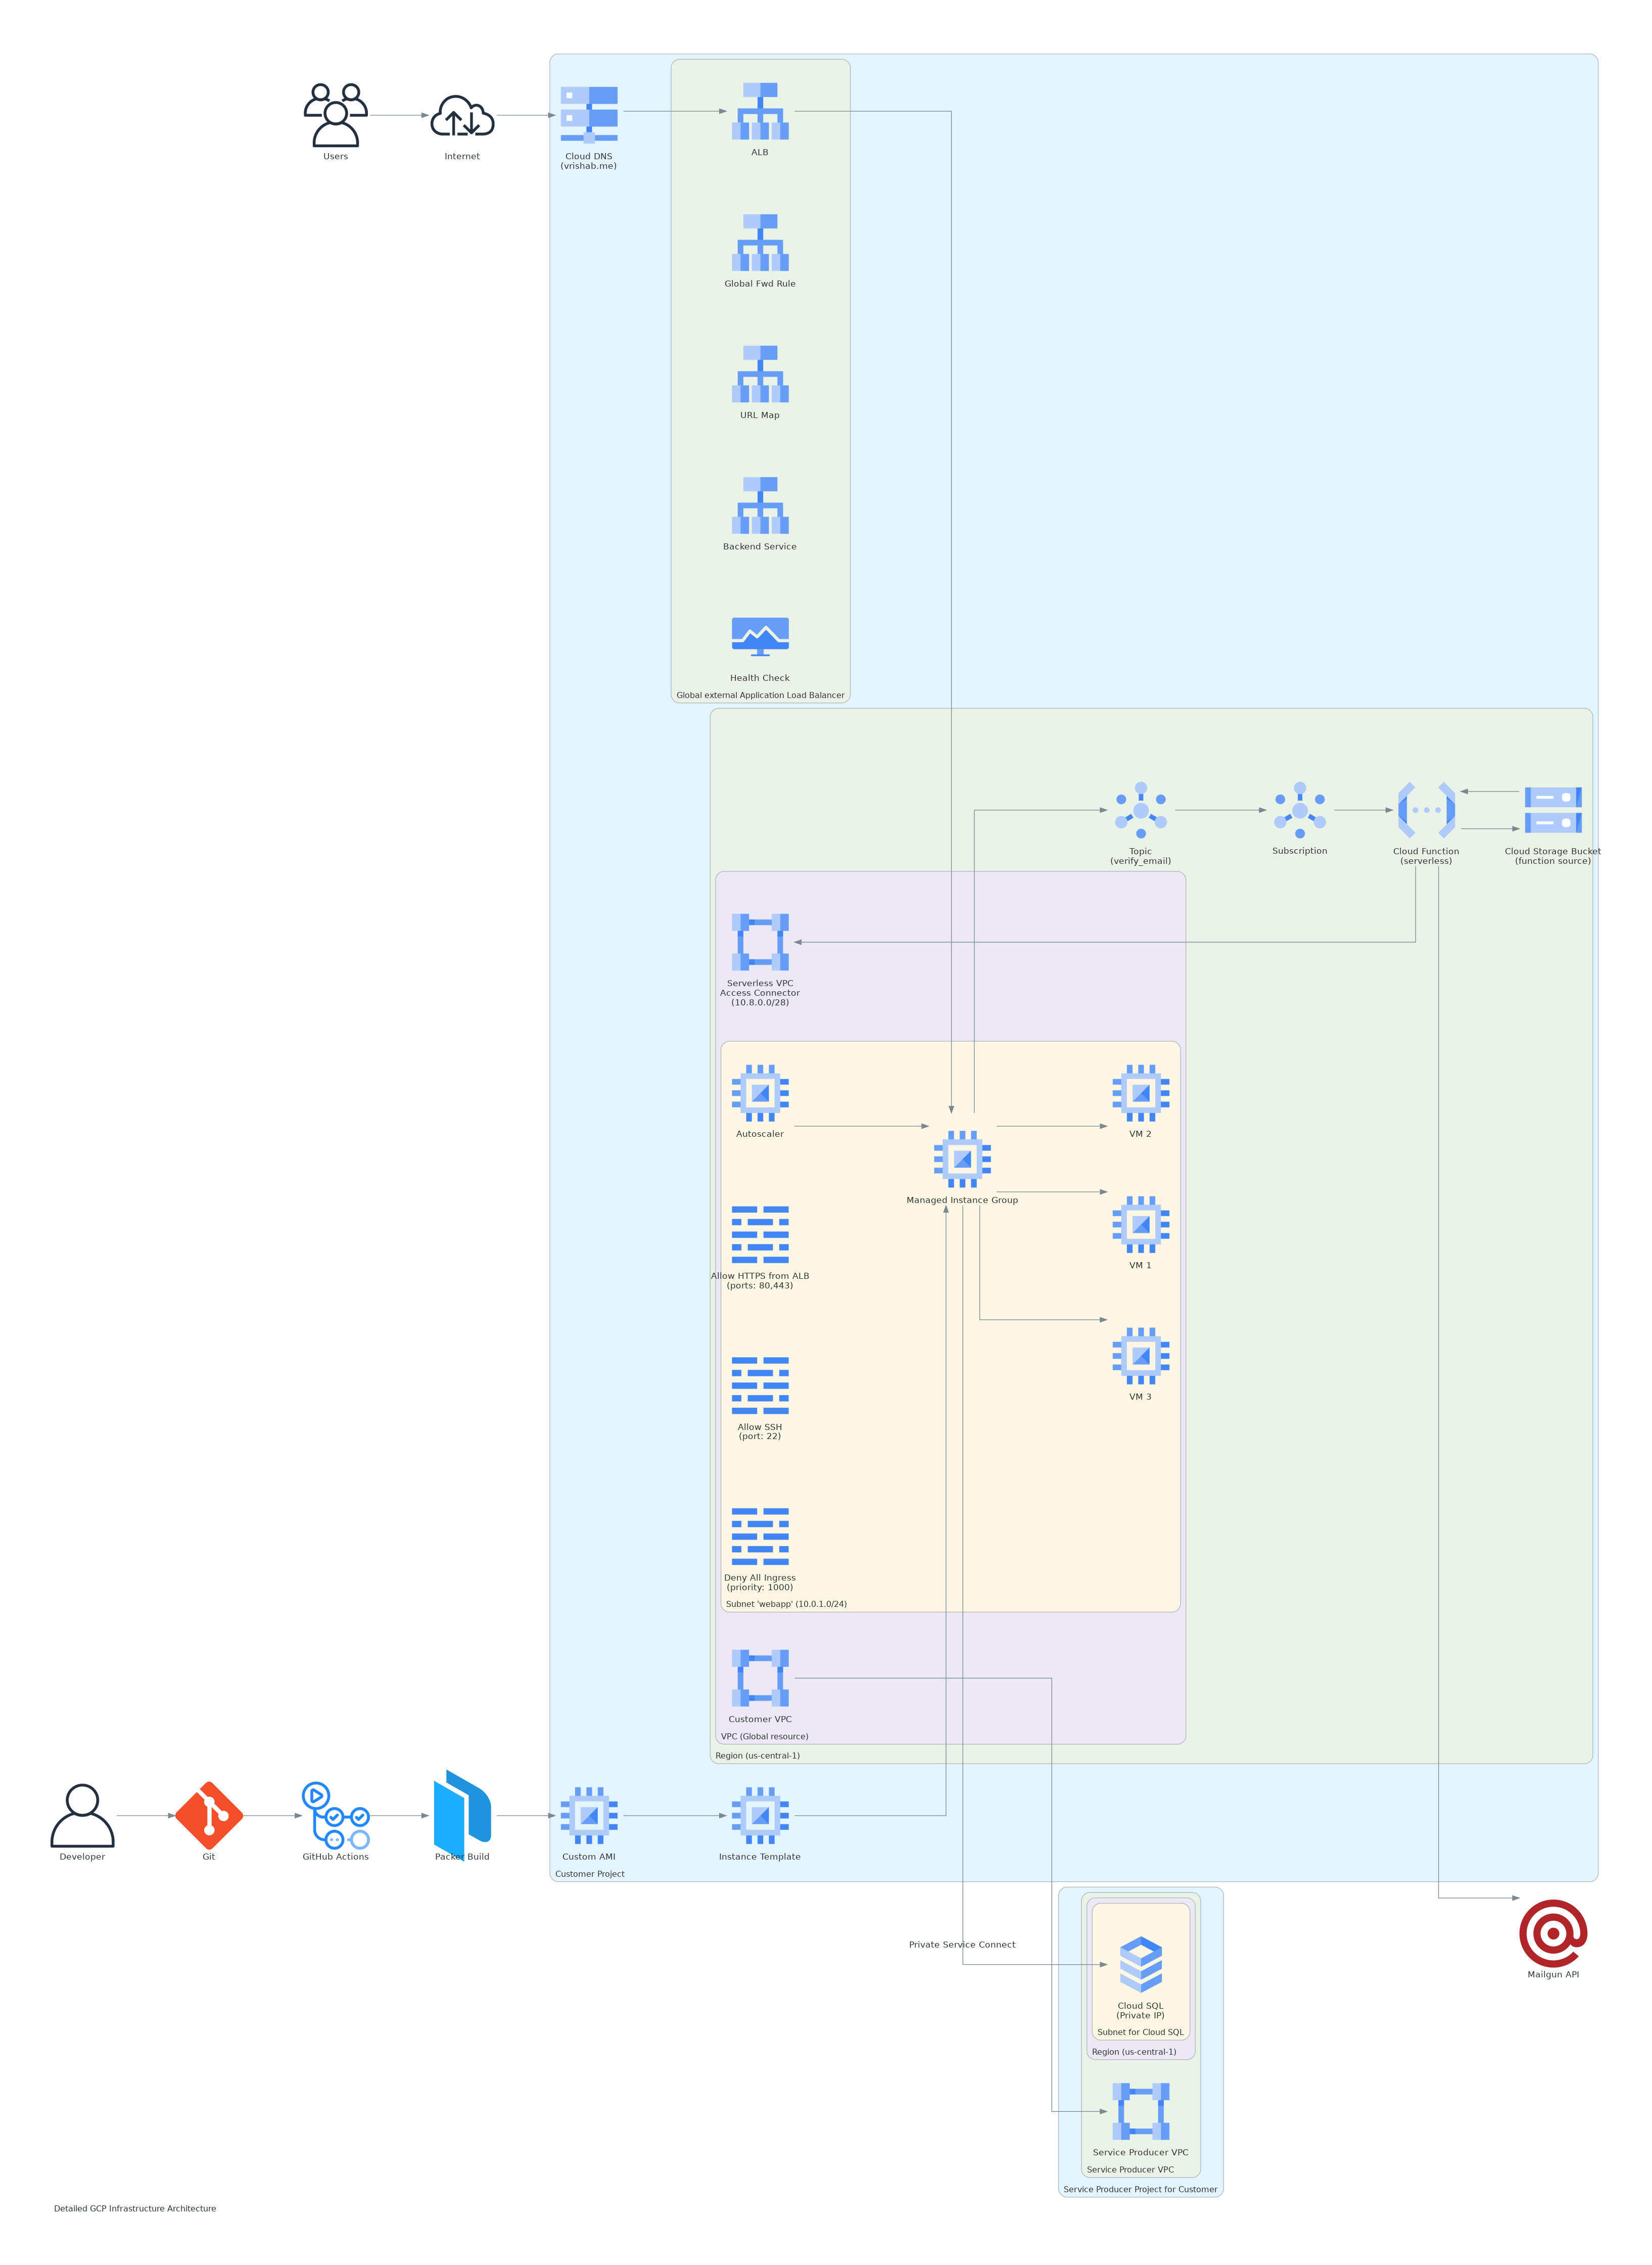 Users
Internet
Cloud DNS
(vrishab.me)
ALB
Global Fwd Rule
URL Map
Backend Service
Health Check
Global external Application Load Balancer
Topic
(verify_email)
Subscription
Cloud Function
(serverless)
Cloud Storage Bucket
(function source)
Serverless VPC
Access Connector
(10.8.0.0/28)
Autoscaler
VM 2
Managed Instance Group
Allow HTTPS from ALB
(ports: 80,443)
VM 1
VM 3
Allow SSH
(port: 22)
Deny All Ingress
(priority: 1000)
Subnet 'webapp' (10.0.1.0/24)
Customer VPC
VPC (Global resource)
Region (us-central-1)
Developer
Git
GitHub Actions
Packer Build
Custom AMI
Instance Template
Customer Project
Private Service Connect
Cloud SQL
(Private IP)
Subnet for Cloud SQL
Region (us-central-1)
Mailgun API
Service Producer VPC
Service Producer VPC
Service Producer Project for Customer
Detailed GCP Infrastructure Architecture